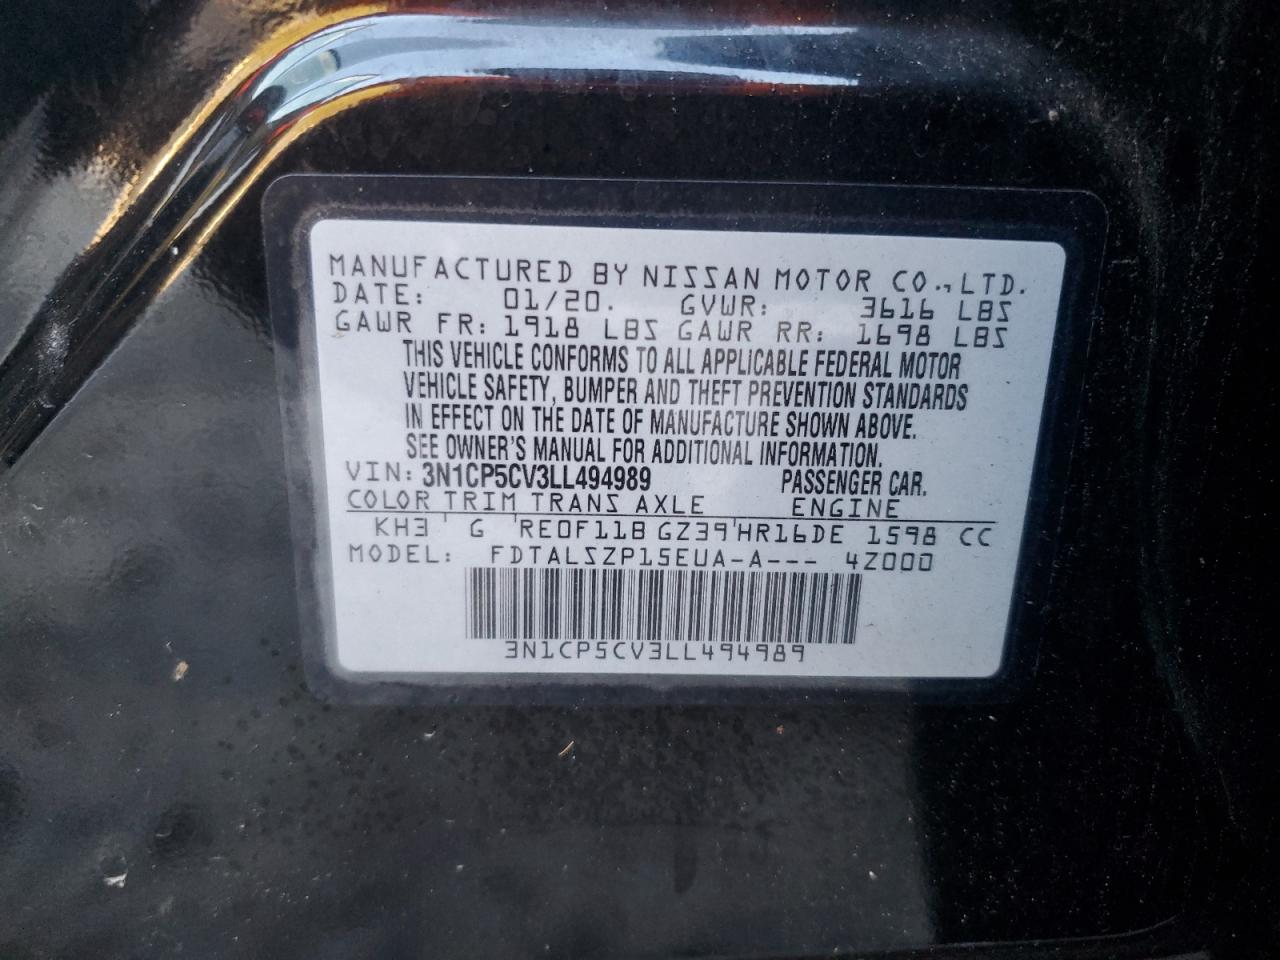 MANUFACTURED BY NISSAN MOTOR CO.,LTD.
DATE: 01/20. GVWR: 3616 LBS
GAWR FR: 1918 LBS GAWR RR: 1698 LBS
THIS VEHICLE CONFORMS TO ALL APPLICABLE FEDERAL MOTOR
VEHICLE SAFETY, BUMPER AND THEFT PREVENTION STANDARDS
IN EFFECT ON THE DATE OF MANUFACTURE SHOWN ABOVE.
SEE OWNER'S MANUAL FOR ADDITIONAL INFORMATION.
VIN: 3N1CP5CV3LL494989 PASSENGER CAR.
COLOR TRIM TRANS AXLE ENGINE
KH3 G RE0F11B GZ39 HR16DE 1598 CC
MODEL: FDTALSZP15EUA-A--- 4Z000
3N1CP5CV3LL494989